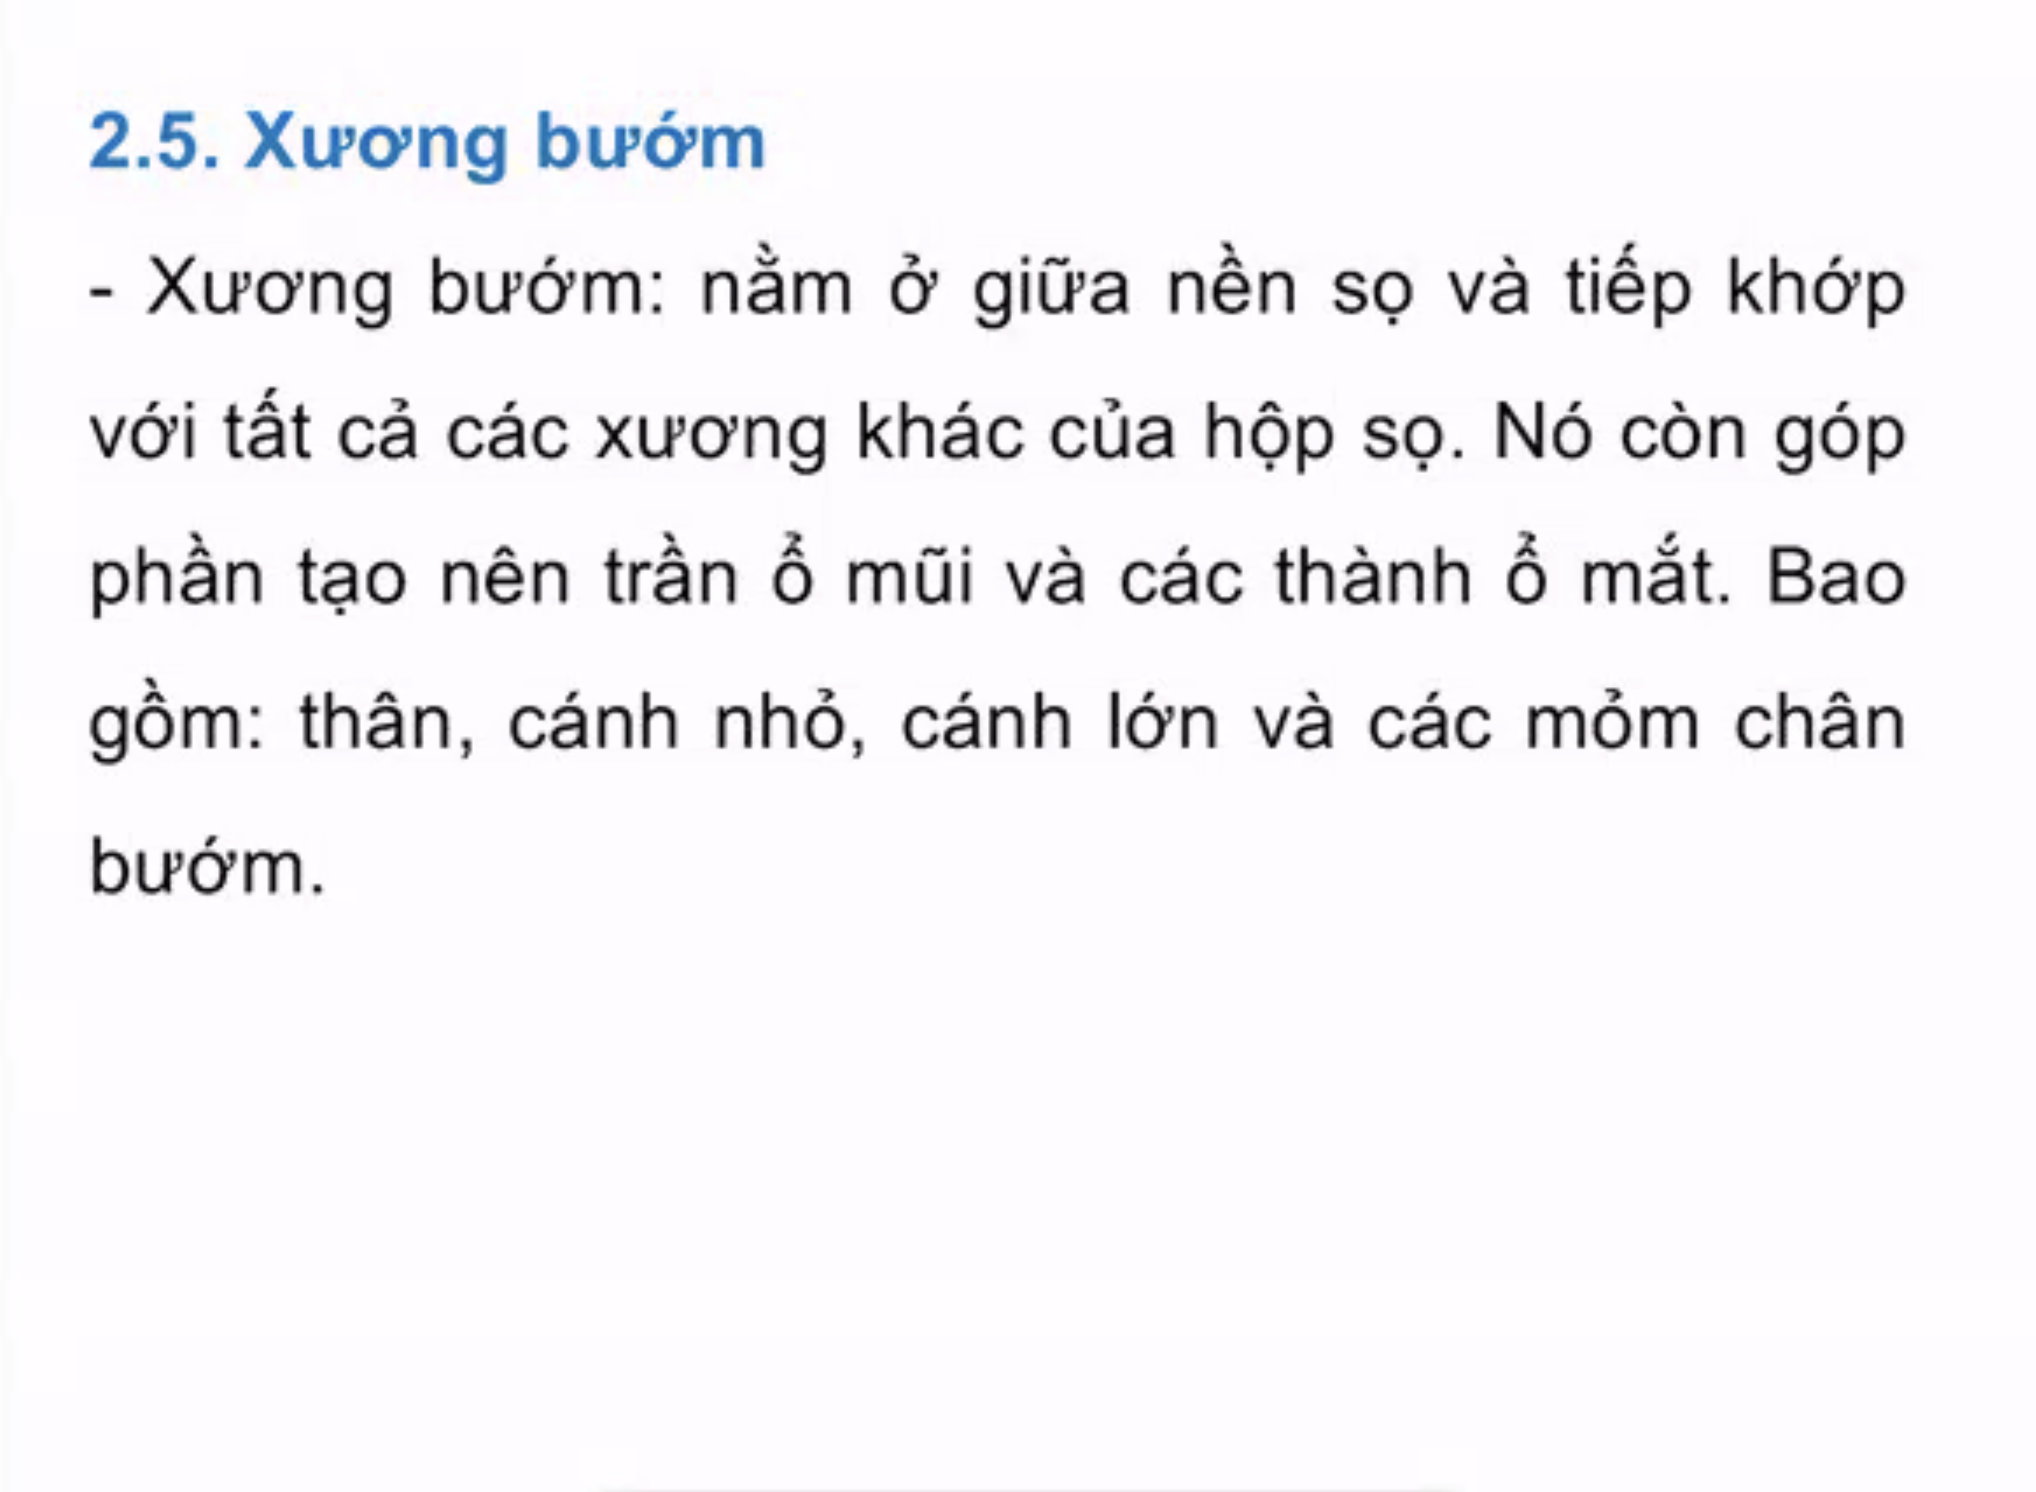 2.5. Xương bướm
- Xương bướm: nằm ở giữa nền sọ và tiếp khớp
với tất cả các xương khác của hộp sọ. Nó còn góp
phần tạo nên trần ổ mũi và các thành ổ mắt. Bao
gồm: thân, cánh nhỏ, cánh lớn và các mỏm chân
bướm.